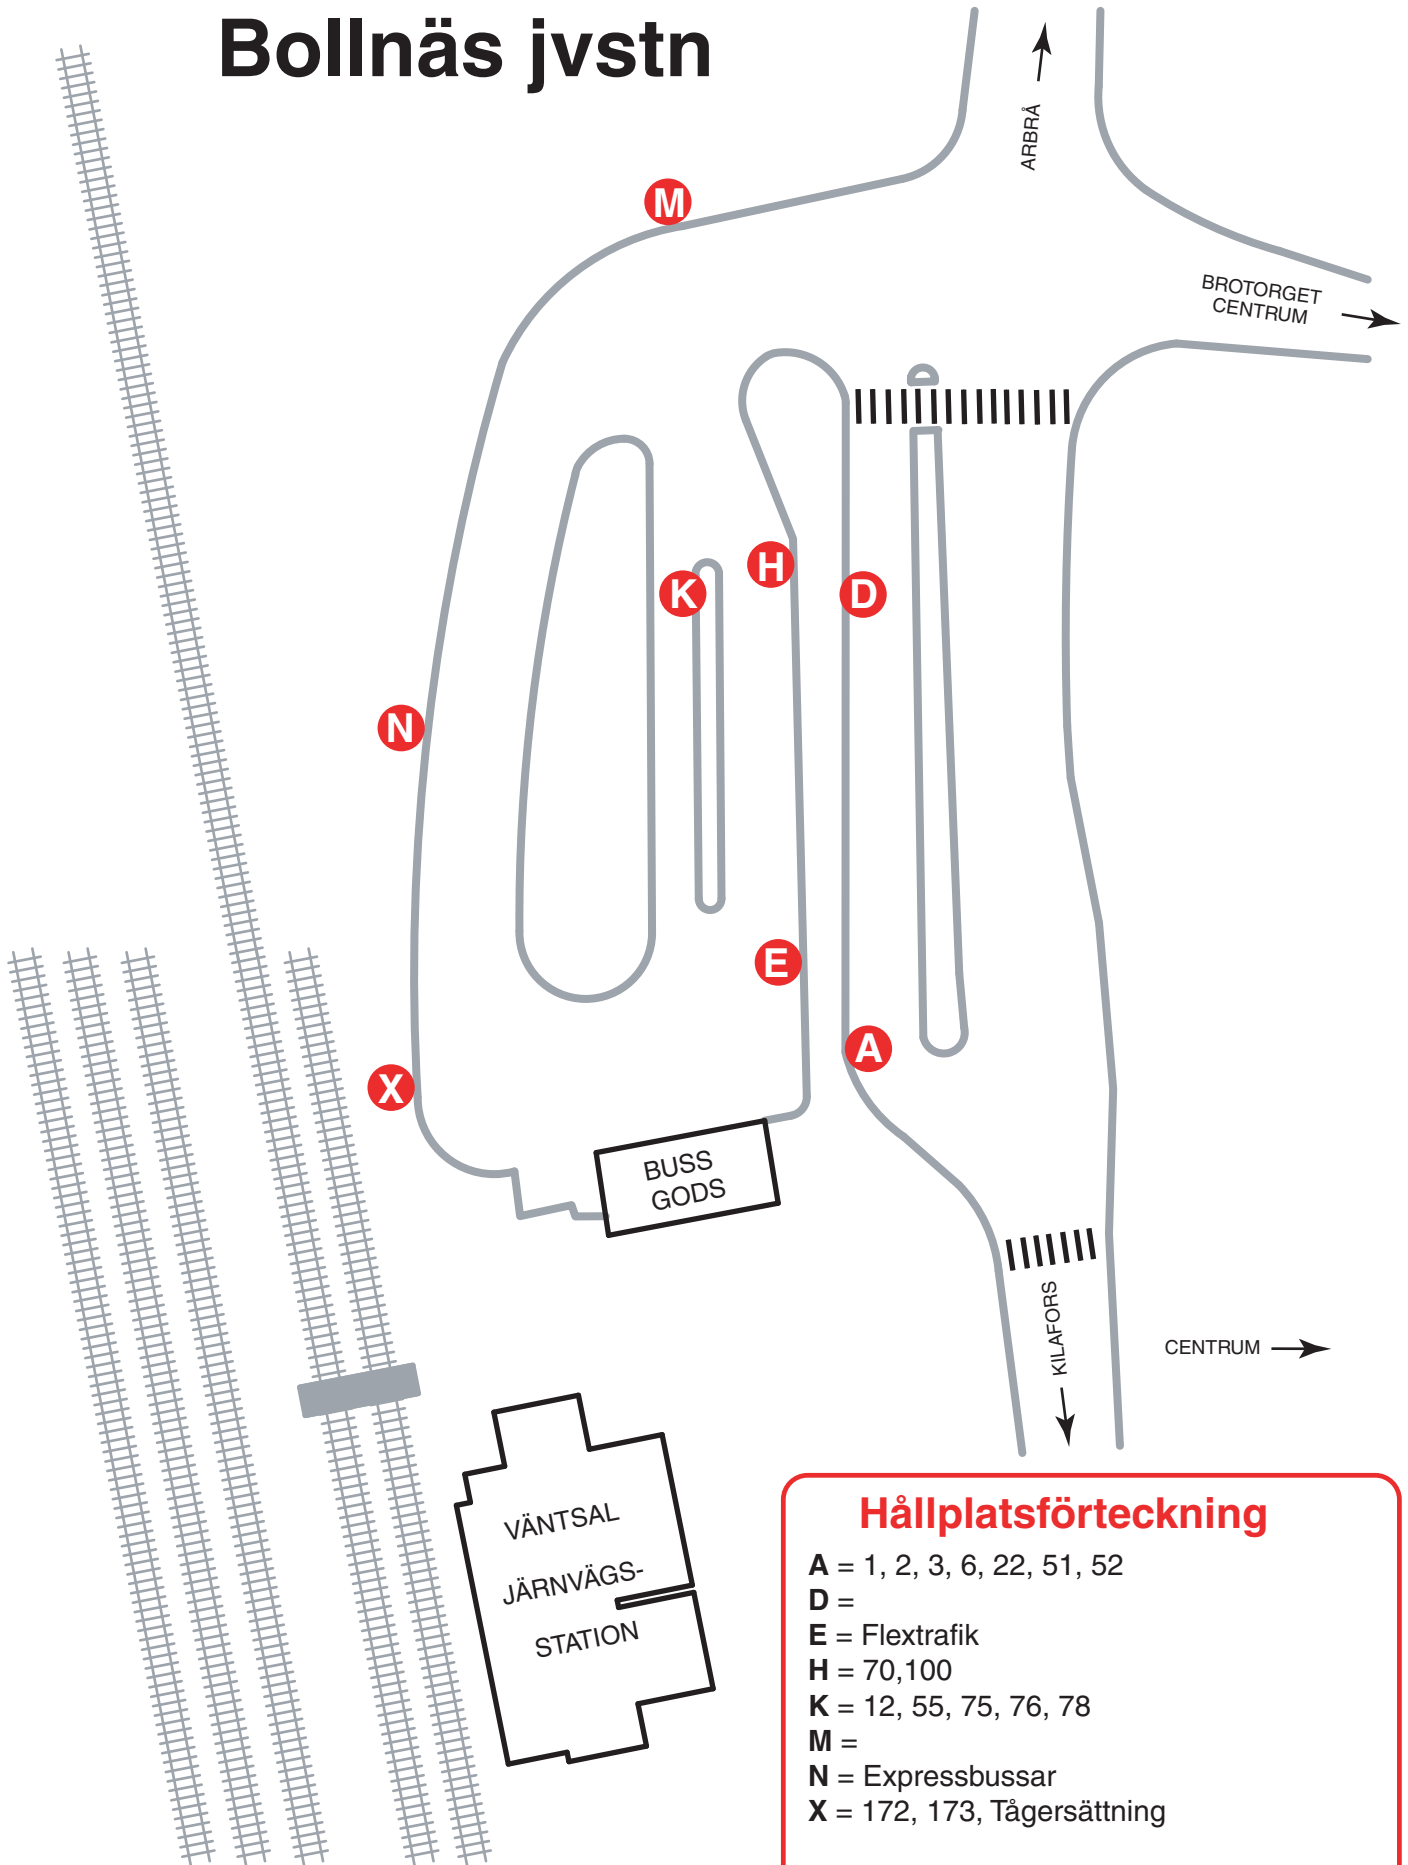 Bollnäs jvstn
ARBRÅ
M
BROTORGET
CENTRUM
H
K
D
N
E
A
X
BUSS
GODS
KILAFORS
CENTRUM
VÄNTSAL
JÄRNVÄGS-
STATION
Hållplatsförteckning
A = 1, 2, 3, 6, 22, 51, 52
D =
E = Flextrafik
H = 70,100
K = 12, 55, 75, 76, 78
M =
N = Expressbussar
X = 172, 173, Tågersättning